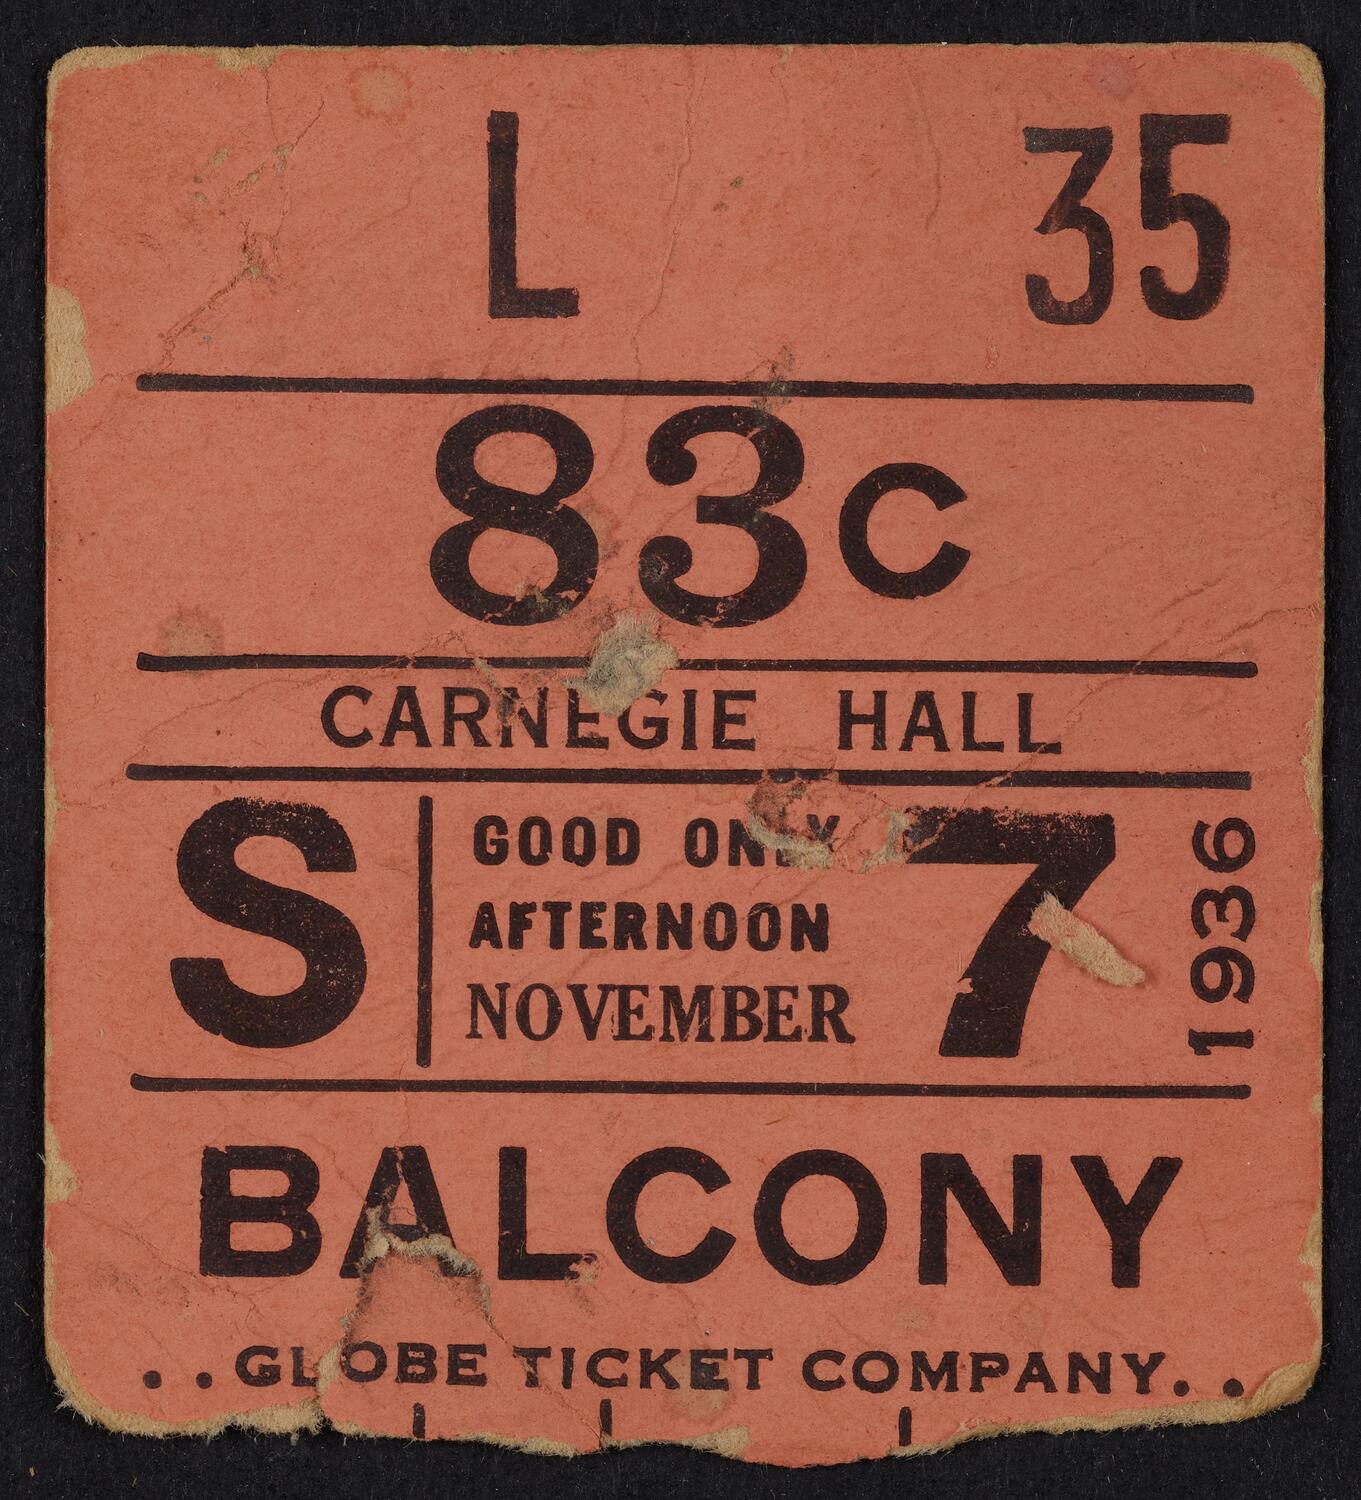 L 35
83c
CARNEGIE HALL
S GOOD ONLY 7 1936
AFTERNOON
NOVEMBER
BALCONY
..GLOBE TICKET COMPANY..